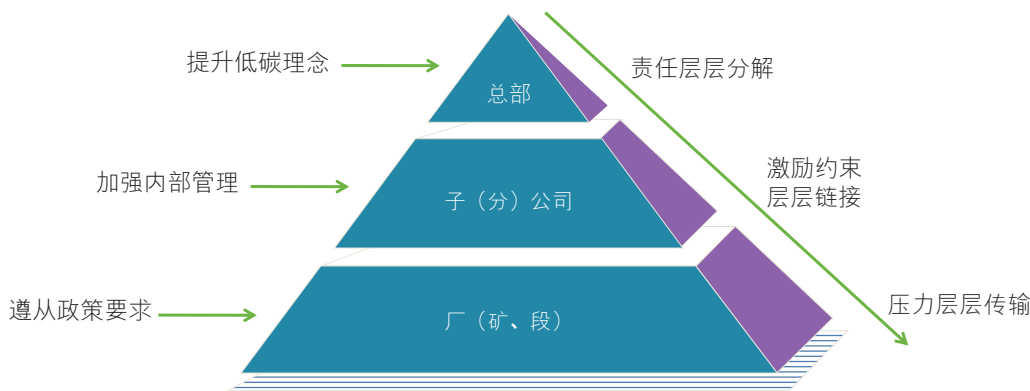 提升低碳理念
责任层层分解
总部
激励约束
层层链接
加强内部管理
子（分）公司
压力层层传输
遵从政策要求
厂（矿、段）